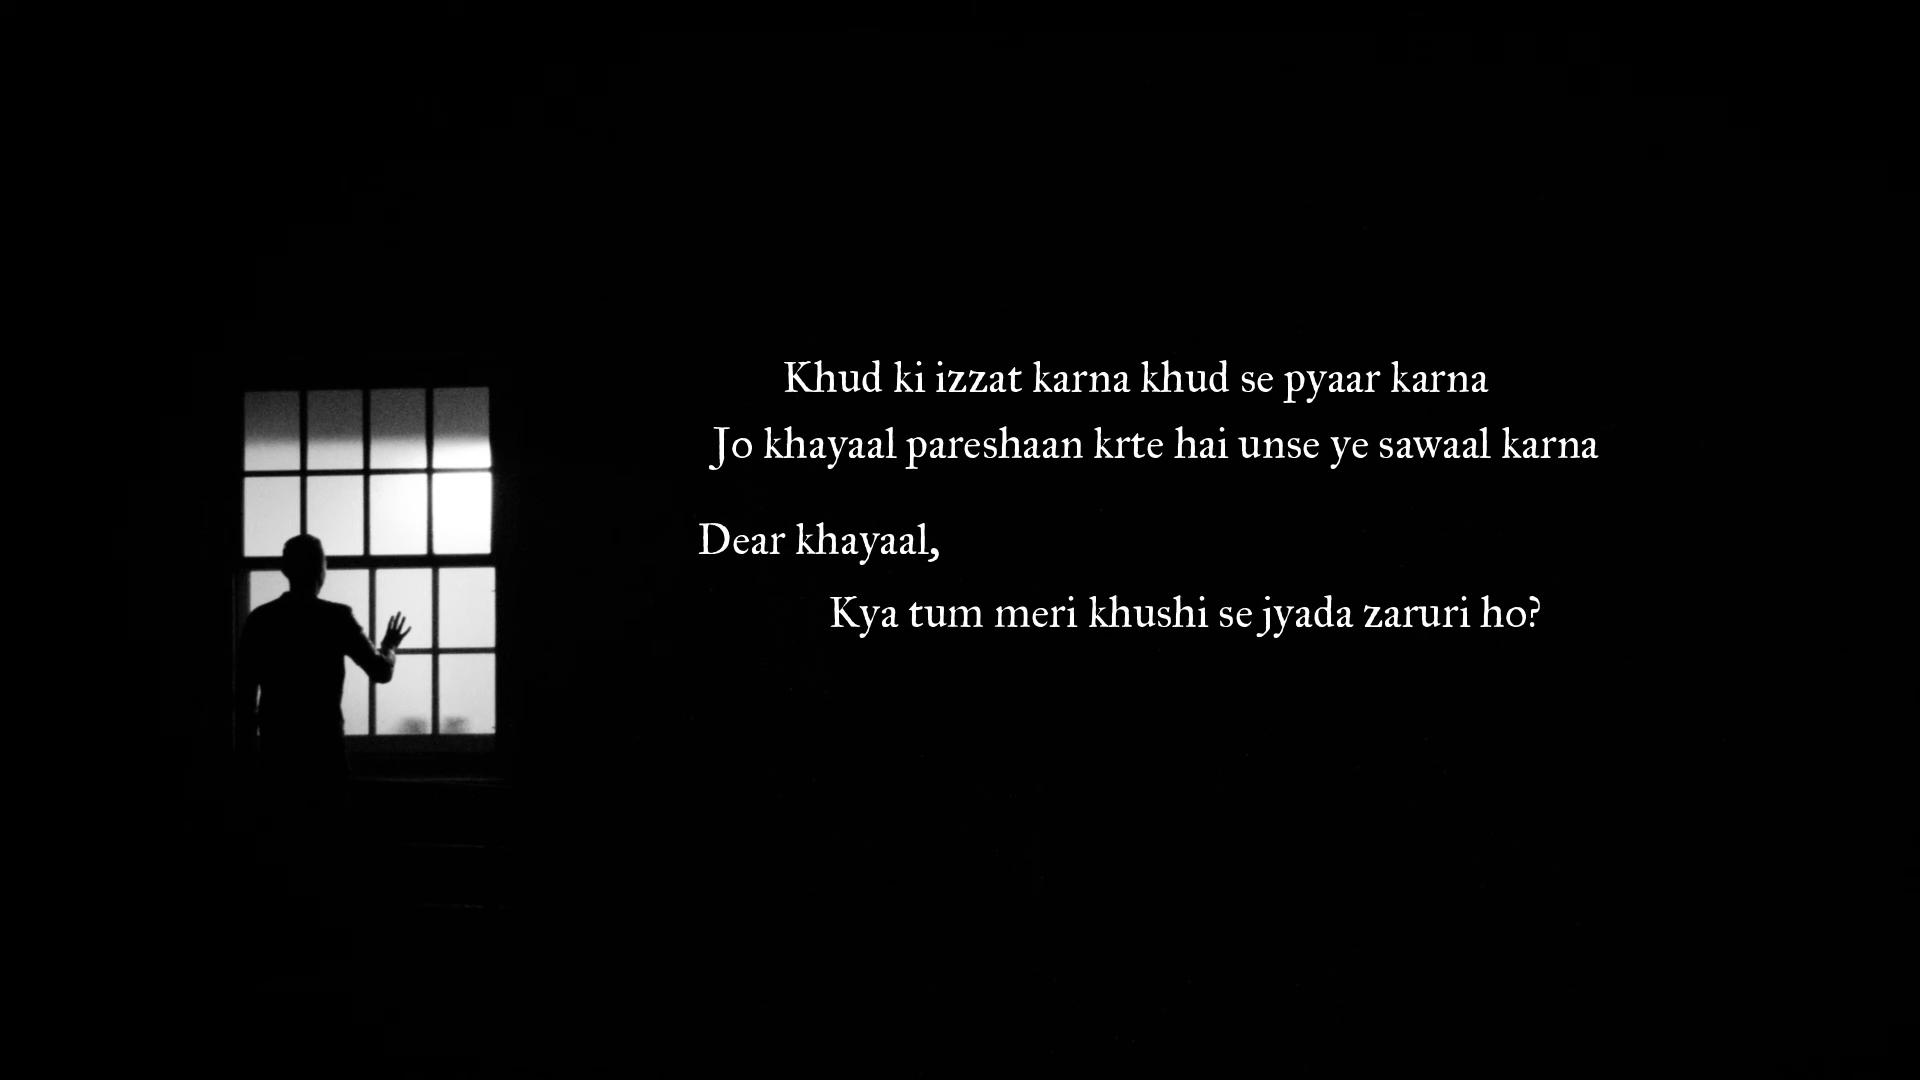 Khud ki izzat karna khud se pyaar karna
Jo khayaal pareshaan krte hai unse ye sawaal karna
Dear khayaal,
Kya tum meri khushi se jyada zaruri ho?